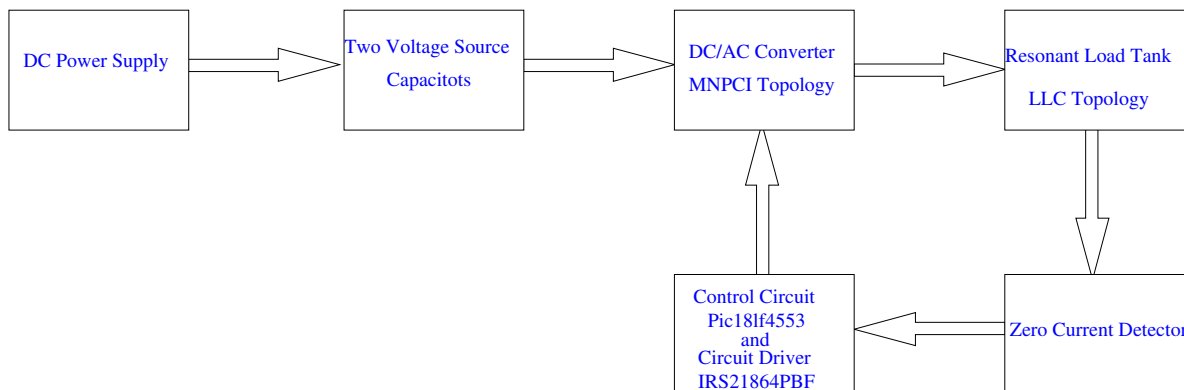 DC Power Supply
Two Voltage Source
Capacitots
DC/AC Converter
MNPCI Topology
Resonant Load Tank
LLC Topology
Control Circuit
Pic18lf4553
and
Circuit Driver
IRS21864PBF
Zero Current Detector